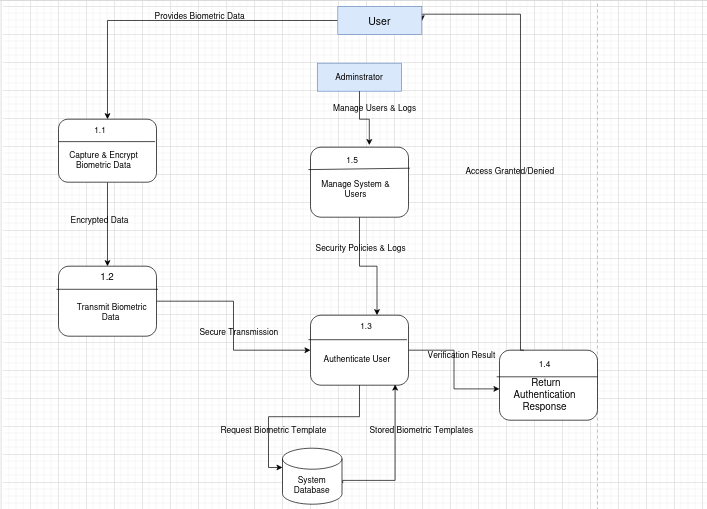 Provides Biometric Data
User
Adminstrator
Manage Users & Logs
1.1
Capture & Encrypt
Biometric Data
1.5
Manage System &
Users
Access Granted/Denied
Encrypted Data
Security Policies & Logs
1.2
Transmit Biometric
Data
Secure Transmission
1.3
Authenticate User
Verification Result
1.4
Return
Authentication
Response
Request Biometric Template
Stored Biometric Templates
System
Database